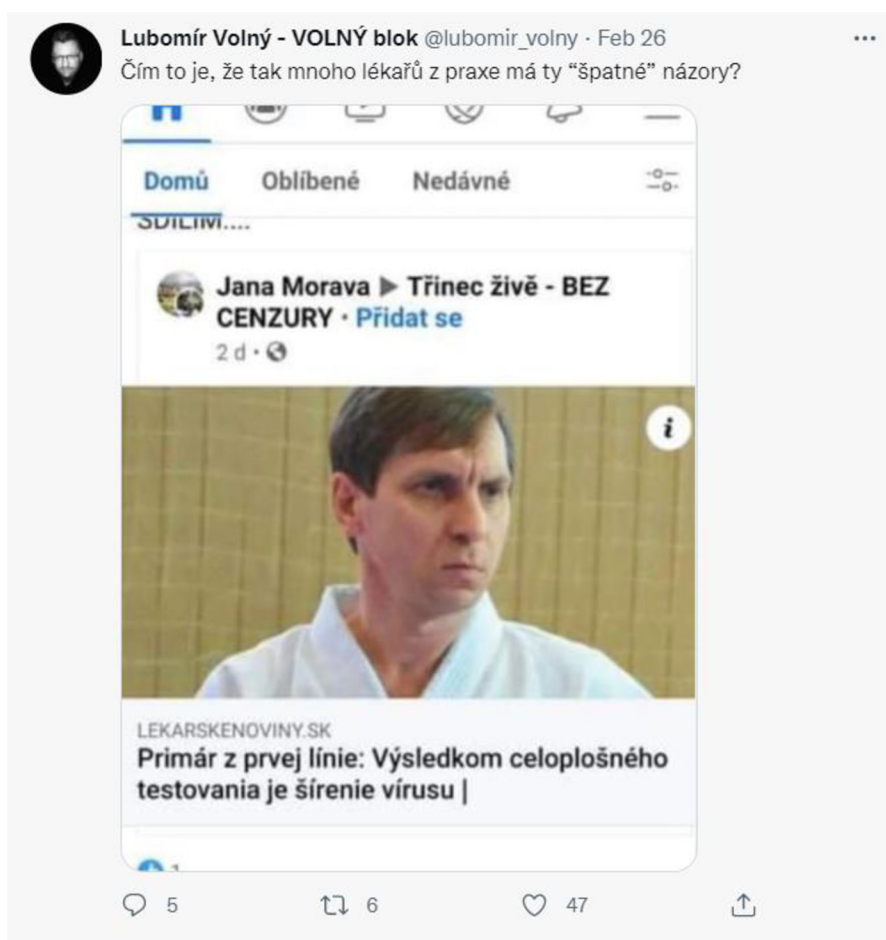 Lubomír Volný - VOLNÝ blok @lubomir_volny · Feb 26
Čím to je, že tak mnoho lékařů z praxe má ty “špatné” názory?
Domů Oblíbené Nedávné
SDÍLÍM....
Jana Morava ▶ Třinec živě - BEZ
CENZURY · Přidat se
2 d ·
i
LEKARSKENOVINY.SK
Primár z prvej línie: Výsledkom celoplošného
testovania je šírenie vírusu |
1
5 6 47